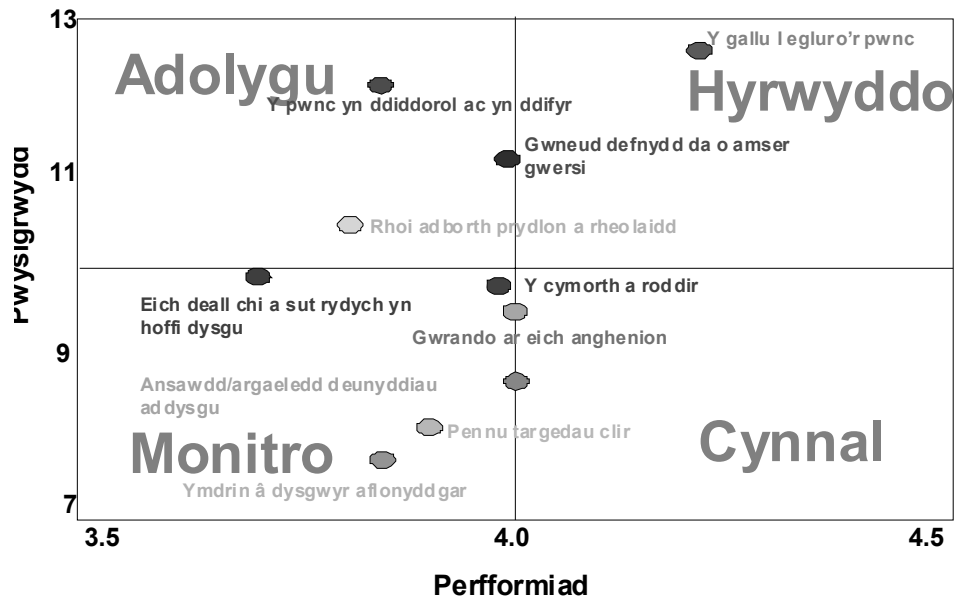 13
Y gallu I egluro’r pwnc
Adolygu
Hyrwyddo
Y pwnc yn ddiddorol ac yn ddifyr
Gwneud defnydd da o amser
gwersi
11
Rhoi adborth prydlon a rheolaidd
Pwysigrwydd
Y cymorth a roddir
Eich deall chi a sut rydych yn
hoffi dysgu
Gwrando ar eich anghenion
9
Ansawdd/argaeledd deunyddiau
addysgu
Pennu targedau clir
Monitro
Cynnal
Ymdrin â dysgwyr aflonyddgar
7
3.5
4.0
4.5
Perfformiad